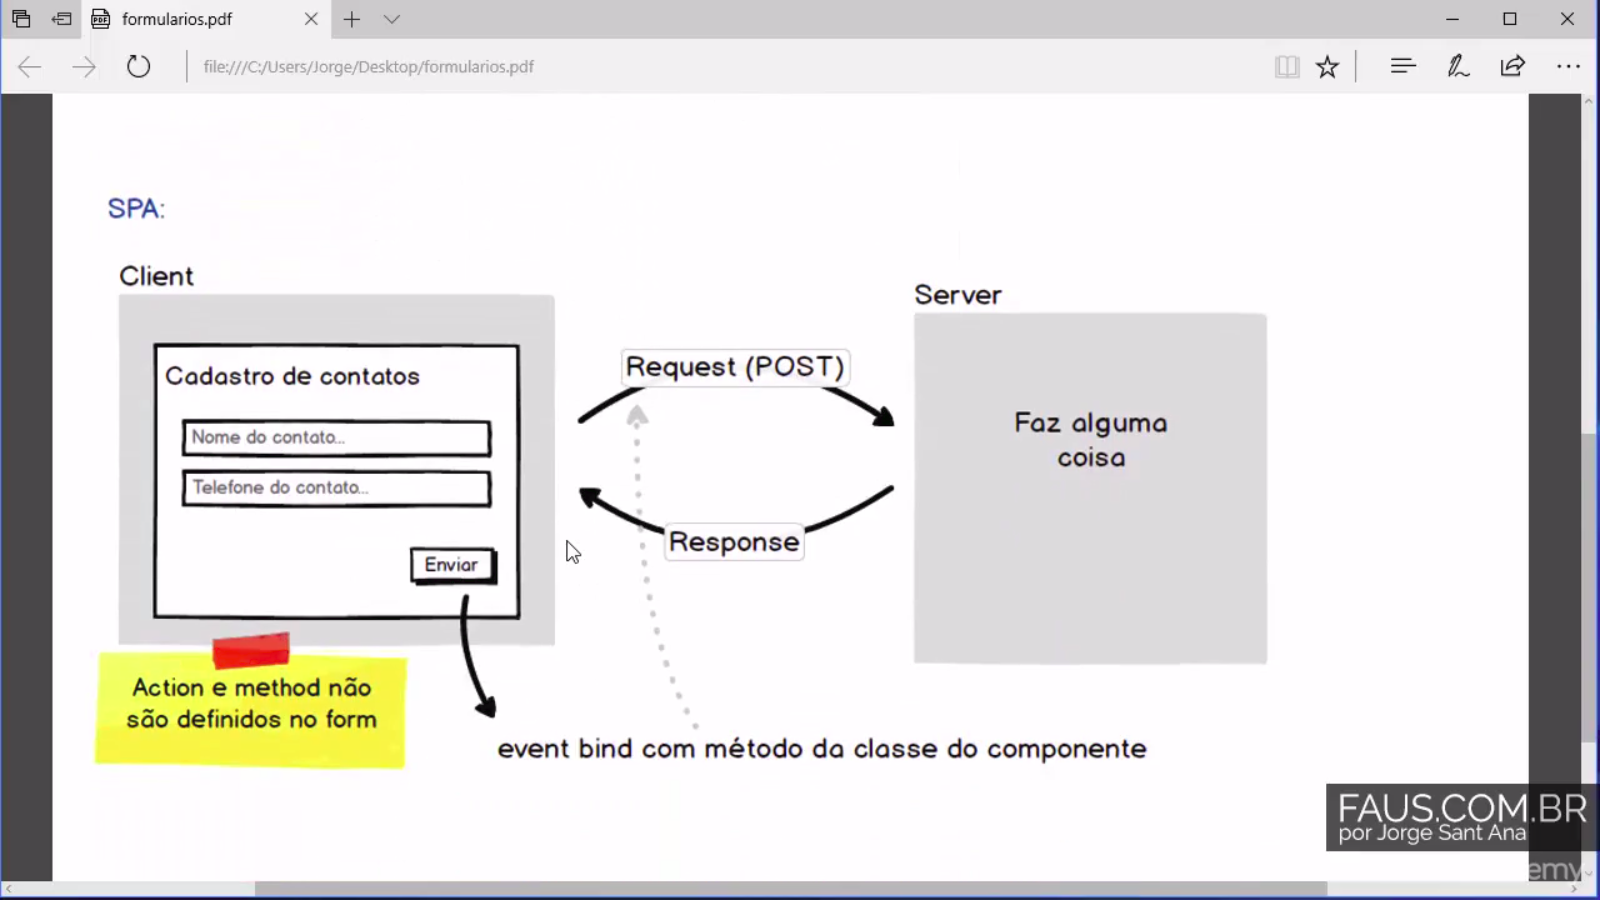 formularios.pdf
file:///C:/Users/Jorge/Desktop/formularios.pdf
SPA:
Client
Server
Cadastro de contatos
Nome do contato...
Telefone do contato...
Enviar
Request (POST)
Response
Faz alguma
coisa
Action e method não
são definidos no form
event bind com método da classe do componente
FAUS.COM.BR
por Jorge Sant Ana
emy